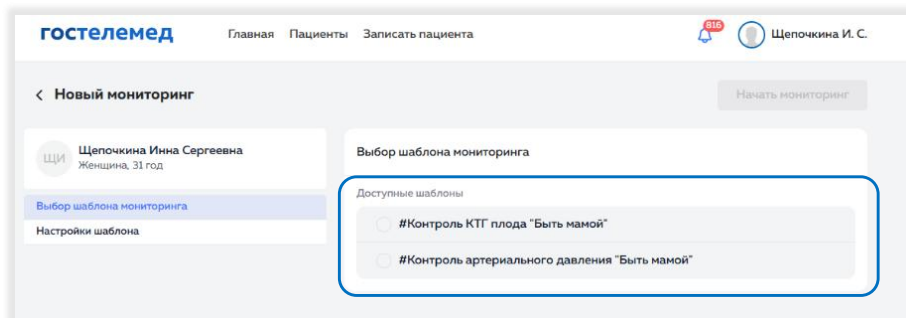 гостелемед Главная Пациенты Записать пациента 816 Щепочкина И. С.
< Новый мониторинг Начать мониторинг
ЩИ Щепочкина Инна Сергеевна
Женщина, 31 год
Выбор шаблона мониторинга
Настройки шаблона
Выбор шаблона мониторинга
Доступные шаблоны
#Контроль КТГ плода "Быть мамой"
#Контроль артериального давления "Быть мамой"